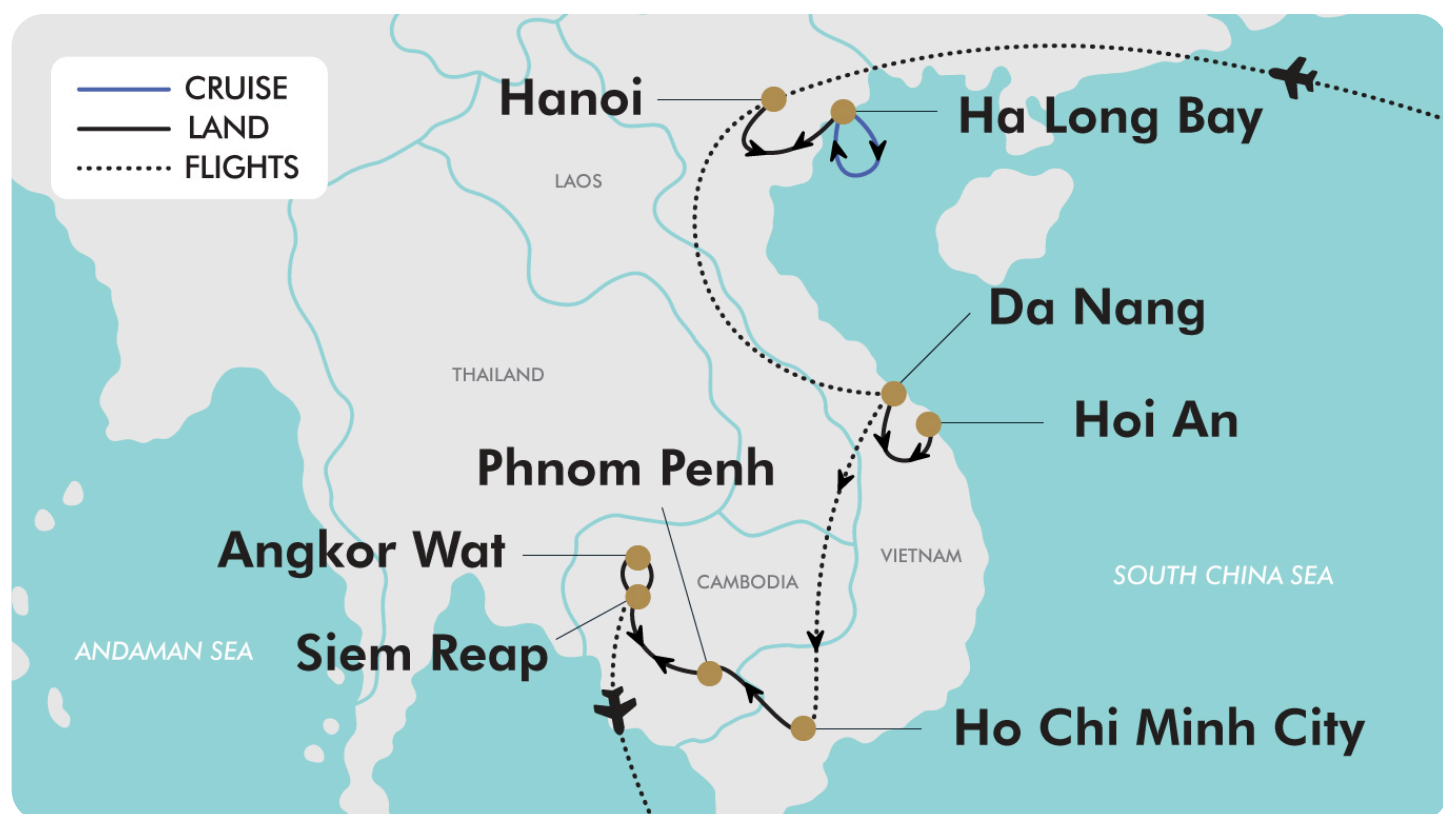 CRUISE
LAND
FLIGHTS
Hanoi
Ha Long Bay
LAOS
Da Nang
THAILAND
Hoi An
Phnom Penh
Angkor Wat
VIETNAM
CAMBODIA
SOUTH CHINA SEA
ANDAMAN SEA
Siem Reap
Ho Chi Minh City